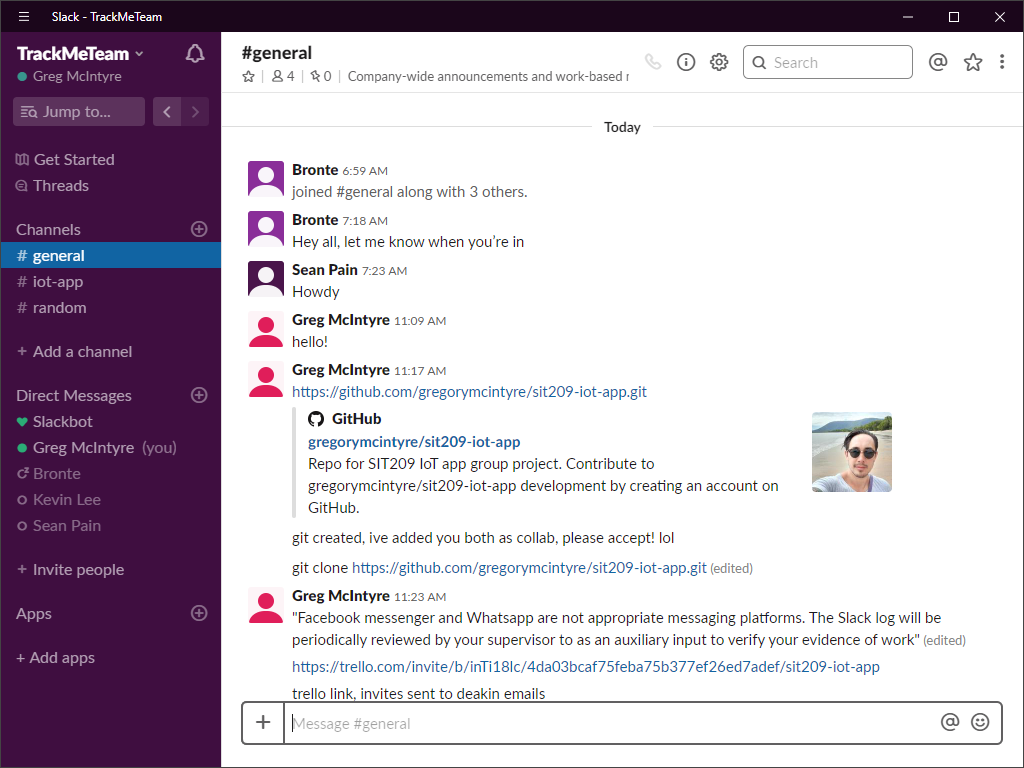 Slack - TrackMeTeam
TrackMeTeam
Greg McIntyre
Jump to...
Get Started
Threads
Channels
# general
# iot-app
# random
+ Add a channel
Direct Messages
Slackbot
Greg McIntyre (you)
Bronte
Kevin Lee
Sean Pain
+ Invite people
Apps
+ Add apps
#general
4
0
Company-wide announcements and work-based
Search
Today
Bronte 6:59 AM
joined #general along with 3 others.
Bronte 7:18 AM
Hey all, let me know when you’re in
Sean Pain 7:23 AM
Howdy
Greg McIntyre 11:09 AM
hello!
Greg McIntyre 11:17 AM
https://github.com/gregorymcintyre/sit209-iot-app.git
GitHub
gregorymcintyre/sit209-iot-app
Repo for SIT209 IoT app group project. Contribute to
gregorymcintyre/sit209-iot-app development by creating an account on
GitHub.
git created, ive added you both as collab, please accept! lol
git clone https://github.com/gregorymcintyre/sit209-iot-app.git (edited)
Greg McIntyre 11:23 AM
"Facebook messenger and Whatsapp are not appropriate messaging platforms. The Slack log will be
periodically reviewed by your supervisor to as an auxiliary input to verify your evidence of work" (edited)
https://trello.com/invite/b/inTi18lc/4da03bcaf75feba75b377ef26ed7adef/sit209-iot-app
trello link, invites sent to deakin emails
Message #general